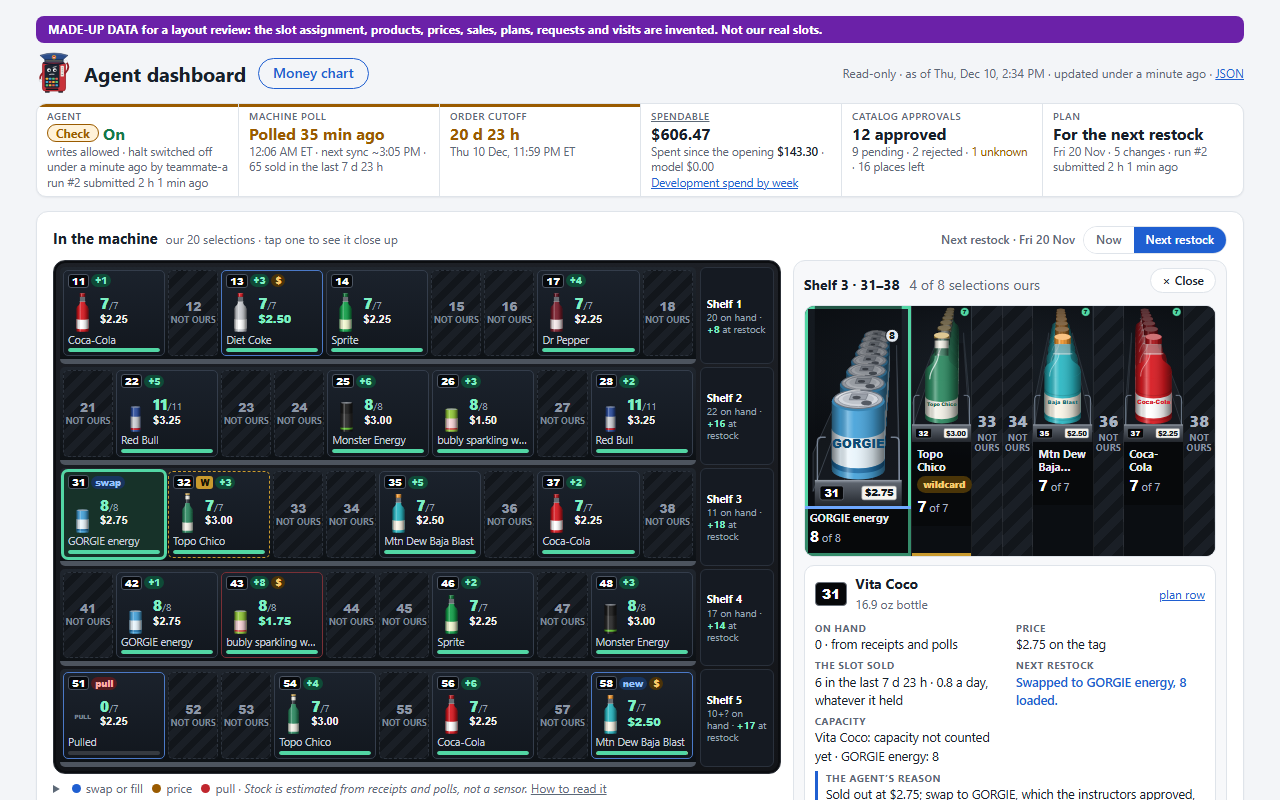 MADE-UP DATA for a layout review: the slot assignment, products, prices, sales, plans, requests and visits are invented. Not our real slots.
Agent dashboard
Money chart
Read-only · as of Thu, Dec 10, 2:34 PM · updated under a minute ago · JSON
AGENT
Check On
writes allowed · halt switched off
under a minute ago by teammate-a
run #2 submitted 2 h 1 min ago
MACHINE POLL
Polled 35 min ago
12:06 AM ET · next sync ~3:05 PM ·
65 sold in the last 7 d 23 h
ORDER CUTOFF
20 d 23 h
Thu 10 Dec, 11:59 PM ET
SPENDABLE
$606.47
Spent since the opening $143.30 ·
model $0.00
Development spend by week
CATALOG APPROVALS
12 approved
9 pending · 2 rejected · 1 unknown
· 16 places left
PLAN
For the next restock
Fri 20 Nov · 5 changes · run #2
submitted 2 h 1 min ago
In the machine
our 20 selections · tap one to see it close up
Next restock · Fri 20 Nov
Now
Next restock
11 +1
7/7
$2.25
Coca-Cola
12
NOT OURS
13 +3 $
7/7
$2.50
Diet Coke
14
7/7
$2.25
Sprite
15
NOT OURS
16
NOT OURS
17 +4
7/7
$2.25
Dr Pepper
18
NOT OURS
Shelf 1
20 on hand ·
+8 at restock
21
NOT OURS
22 +5
11/11
$3.25
Red Bull
23
NOT OURS
24
NOT OURS
25 +6
8/8
$3.00
Monster Energy
26 +3
8/8
$1.50
bubly sparkling w...
27
NOT OURS
28 +2
11/11
$3.25
Red Bull
Shelf 2
22 on hand ·
+16 at
restock
31 swap
8/8
$2.75
GORGIE energy
32 W +3
7/7
$3.00
Topo Chico
33
NOT OURS
34
NOT OURS
35 +5
7/7
$2.50
Mtn Dew Baja Blast
36
NOT OURS
37 +2
7/7
$2.25
Coca-Cola
38
NOT OURS
Shelf 3
11 on hand ·
+18 at
restock
41
NOT OURS
42 +1
8/8
$2.75
GORGIE energy
43 +8 $
8/8
$1.75
bubly sparkling w...
44
NOT OURS
45
NOT OURS
46 +2
7/7
$2.25
Sprite
47
NOT OURS
48 +3
8/8
$3.00
Monster Energy
Shelf 4
17 on hand ·
+14 at
restock
51 pull
PULL
0/7
$2.25
Pulled
52
NOT OURS
53
NOT OURS
54 +4
7/7
$3.00
Topo Chico
55
NOT OURS
56 +6
7/7
$2.25
Coca-Cola
57
NOT OURS
58 new $
7/7
$2.50
Mtn Dew Baja Blast
Shelf 5
10+? on
hand · +17 at
restock
swap or fill
price
pull · Stock is estimated from receipts and polls, not a sensor. How to read it
Shelf 3 · 31–38 4 of 8 selections ours
× Close
8
GORGIE
31 $2.75
GORGIE energy
8 of 8
7
Topo Chico
32 $3.00
Topo
Chico
wildcard
7 of 7
33
NOT
OURS
34
NOT
OURS
7
Baja Blast
35 $2.50
Mtn Dew
Baja...
7 of 7
36
NOT
OURS
7
Coca-Cola
37 $2.25
Coca-
Cola
7 of 7
38
NOT
OURS
31
Vita Coco
16.9 oz bottle
plan row
ON HAND
0 · from receipts and polls
PRICE
$2.75 on the tag
THE SLOT SOLD
6 in the last 7 d 23 h · 0.8 a day,
whatever it held
NEXT RESTOCK
Swapped to GORGIE energy, 8
loaded.
CAPACITY
Vita Coco: capacity not counted
yet · GORGIE energy: 8
THE AGENT'S REASON
Sold out at $2.75; swap to GORGIE, which the instructors approved,